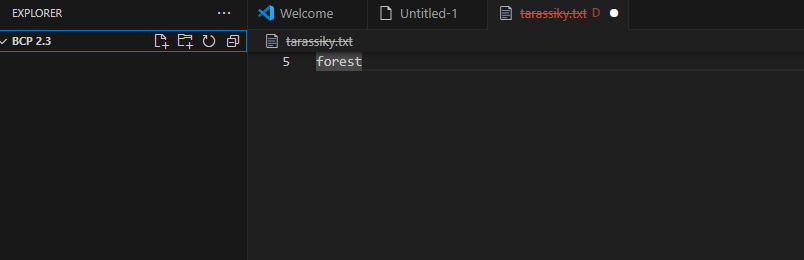 EXPLORER ...
BCP 2.3
Welcome
Untitled-1
tarassiky.txt D
tarassiky.txt
5 forest